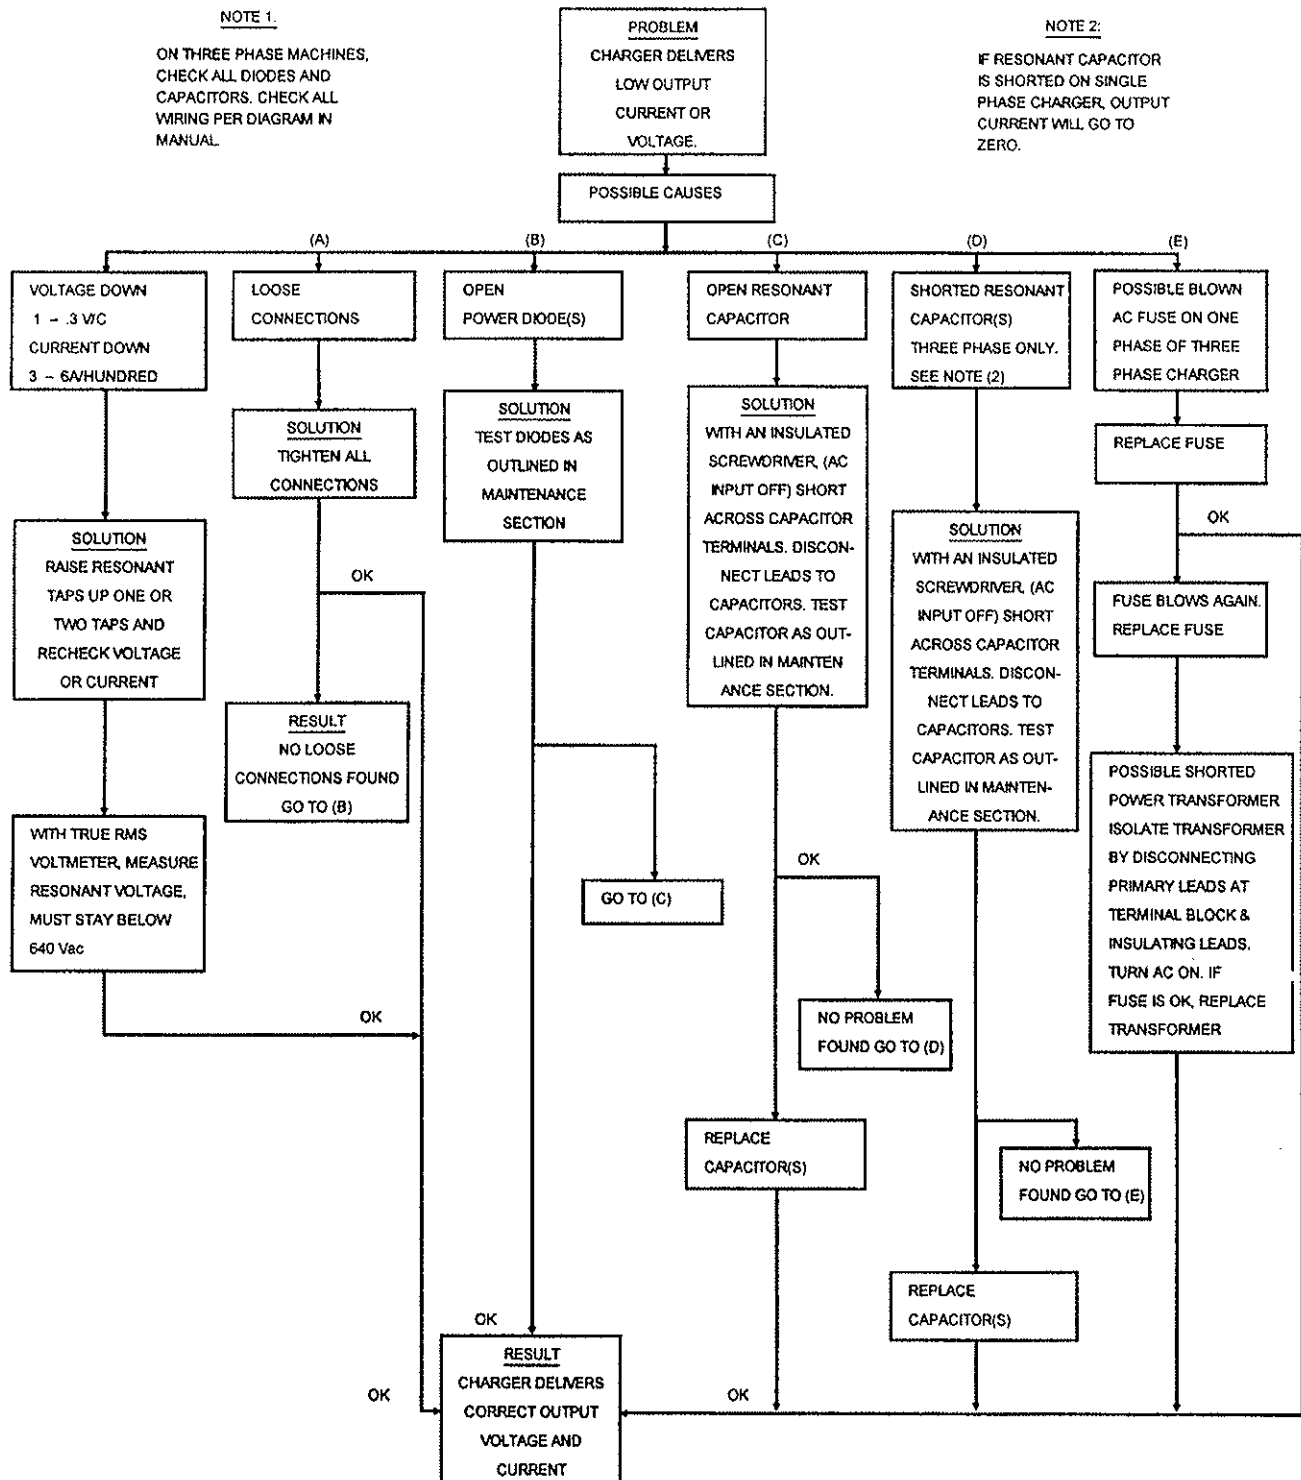 NOTE 1.
ON THREE PHASE MACHINES,
CHECK ALL DIODES AND
CAPACITORS. CHECK ALL
WIRING PER DIAGRAM IN
MANUAL.
PROBLEM
CHARGER DELIVERS
LOW OUTPUT
CURRENT OR
VOLTAGE.
NOTE 2:
IF RESONANT CAPACITOR
IS SHORTED ON SINGLE
PHASE CHARGER, OUTPUT
CURRENT WILL GO TO
ZERO.
POSSIBLE CAUSES
(A)
(B)
(C)
(D)
(E)
VOLTAGE DOWN
1 – .3 V/C
CURRENT DOWN
3 – 6A/HUNDRED
SOLUTION
RAISE RESONANT
TAPS UP ONE OR
TWO TAPS AND
RECHECK VOLTAGE
OR CURRENT
WITH TRUE RMS
VOLTMETER, MEASURE
RESONANT VOLTAGE,
MUST STAY BELOW
640 Vac
OK
LOOSE
CONNECTIONS
SOLUTION
TIGHTEN ALL
CONNECTIONS
OK
RESULT
NO LOOSE
CONNECTIONS FOUND
GO TO (B)
OPEN
POWER DIODE(S)
SOLUTION
TEST DIODES AS
OUTLINED IN
MAINTENANCE
SECTION
GO TO (C)
OK
OPEN RESONANT
CAPACITOR
SOLUTION
WITH AN INSULATED
SCREWDRIVER, (AC
INPUT OFF) SHORT
ACROSS CAPACITOR
TERMINALS. DISCON-
NECT LEADS TO
CAPACITORS. TEST
CAPACITOR AS OUT-
LINED IN MAINTEN
ANCE SECTION.
OK
NO PROBLEM
FOUND GO TO (D)
REPLACE
CAPACITOR(S)
SHORTED RESONANT
CAPACITOR(S)
THREE PHASE ONLY.
SEE NOTE (2)
SOLUTION
WITH AN INSULATED
SCREWDRIVER, (AC
INPUT OFF) SHORT
ACROSS CAPACITOR
TERMINALS. DISCON-
NECT LEADS TO
CAPACITORS. TEST
CAPACITOR AS OUT-
LINED IN MAINTEN-
ANCE SECTION.
NO PROBLEM
FOUND GO TO (E)
REPLACE
CAPACITOR(S)
POSSIBLE BLOWN
AC FUSE ON ONE
PHASE OF THREE
PHASE CHARGER
REPLACE FUSE
OK
FUSE BLOWS AGAIN.
REPLACE FUSE
POSSIBLE SHORTED
POWER TRANSFORMER
ISOLATE TRANSFORMER
BY DISCONNECTING
PRIMARY LEADS AT
TERMINAL BLOCK &
INSULATING LEADS.
TURN AC ON. IF
FUSE IS OK, REPLACE
TRANSFORMER
OK
OK
RESULT
CHARGER DELIVERS
CORRECT OUTPUT
VOLTAGE AND
CURRENT